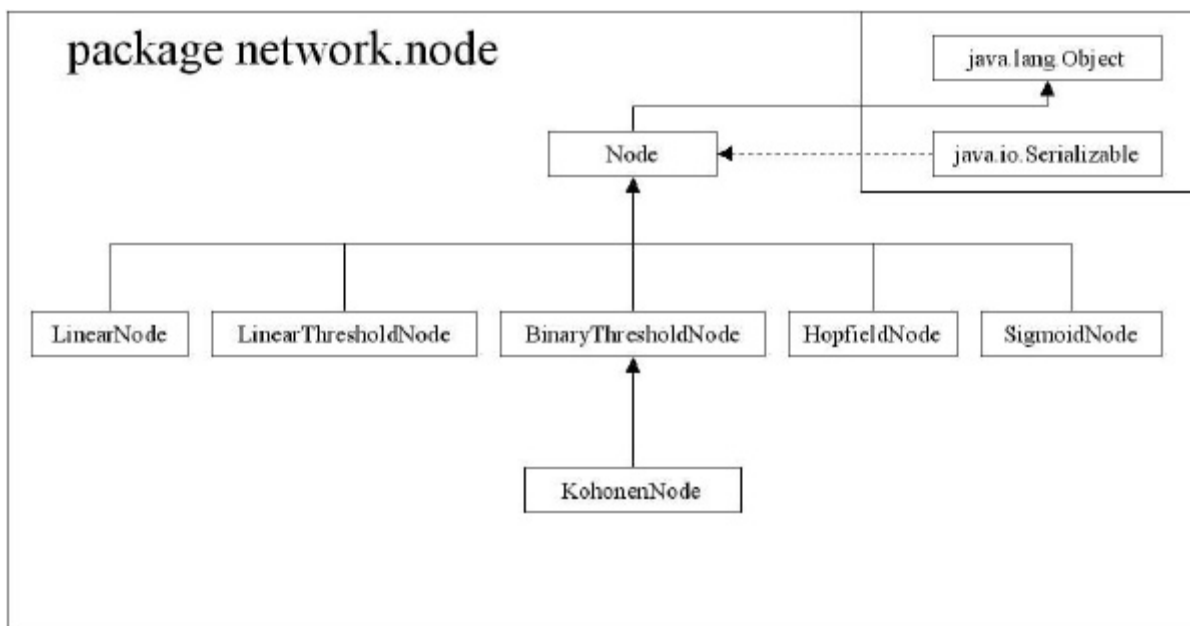 package network.node
java.lang.Object
Node
java.io.Serializable
LinearNode
LinearThresholdNode
BinaryThresholdNode
HopfieldNode
SigmoidNode
KohonenNode